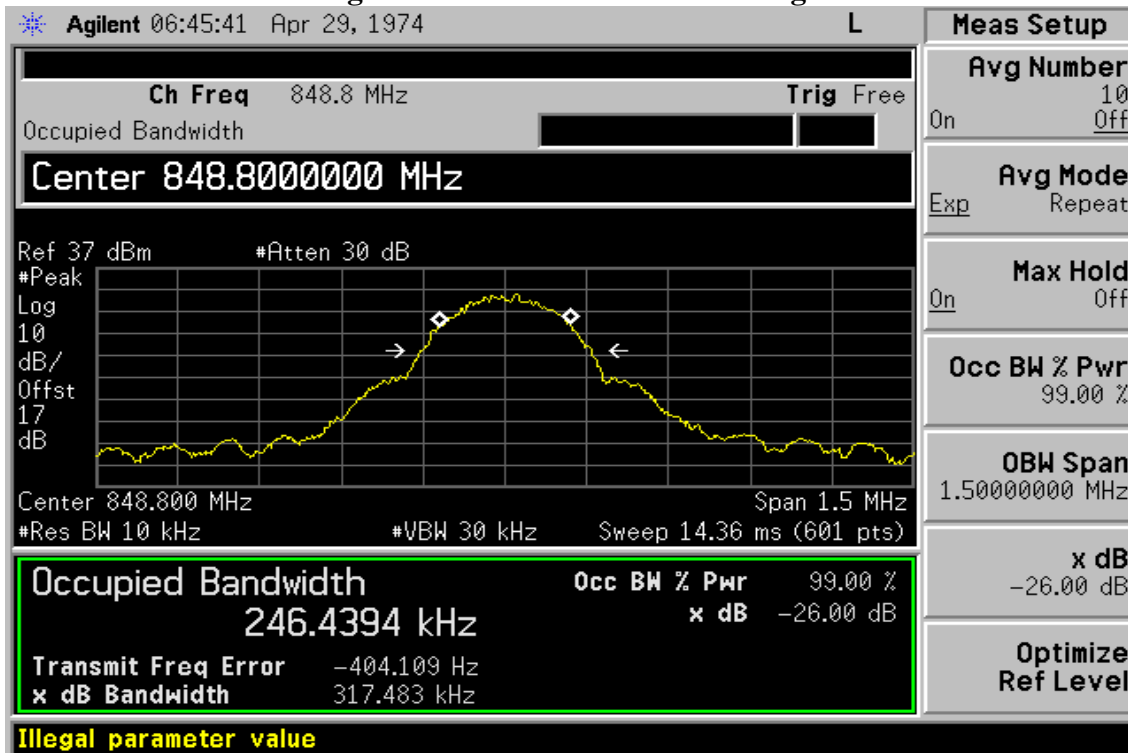 Agilent 06:45:41 Apr 29, 1974 L
Ch Freq 848.8 MHz Trig Free
Occupied Bandwidth
Center 848.8000000 MHz
Ref 37 dBm #Atten 30 dB
#Peak
Log
10
dB/
Offst
17
dB
Center 848.800 MHz Span 1.5 MHz
#Res BW 10 kHz #VBW 30 kHz Sweep 14.36 ms (601 pts)
Occupied Bandwidth Occ BW % Pwr 99.00 %
246.4394 kHz x dB -26.00 dB
Transmit Freq Error -404.109 Hz
x dB Bandwidth 317.483 kHz
Illegal parameter value
Meas Setup
Avg Number
10
On Off
Avg Mode
Exp Repeat
Max Hold
On Off
Occ BW % Pwr
99.00 %
OBW Span
1.50000000 MHz
x dB
-26.00 dB
Optimize
Ref Level